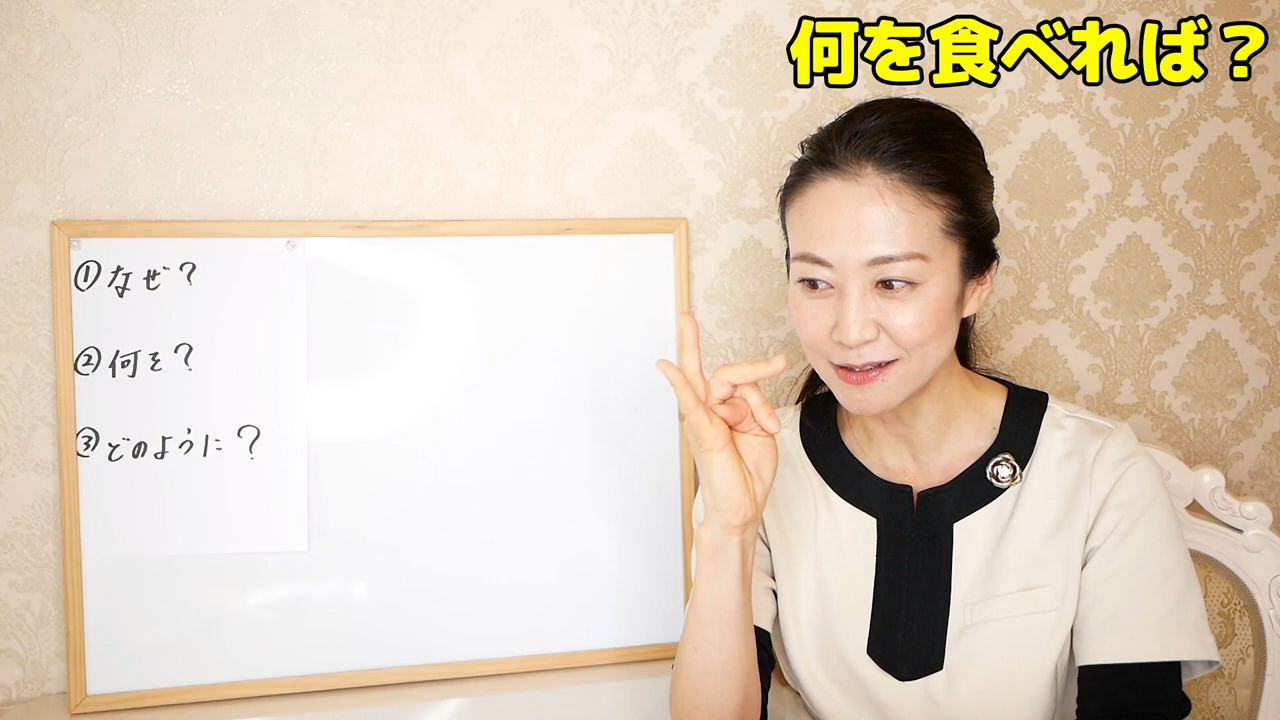 何を食べれば？
①なぜ？
②何を？
③どのように？